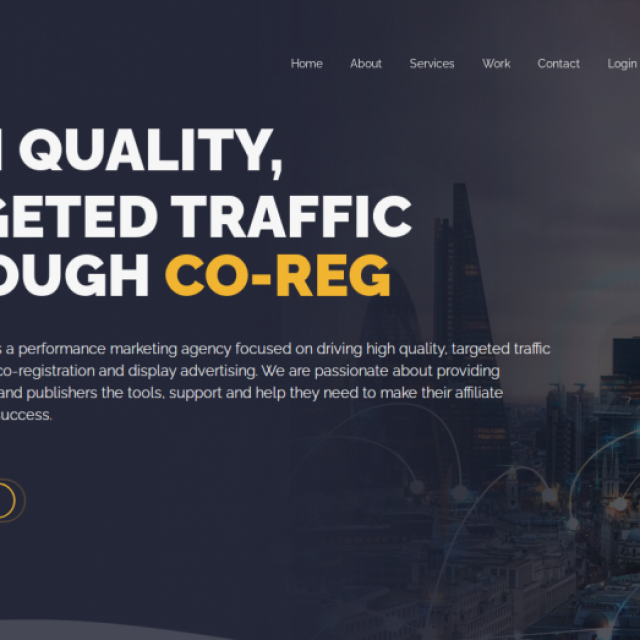 Home About Services Work Contact Login
QUALITY,
GETED TRAFFIC
OUGH CO-REG
s a performance marketing agency focused on driving high quality, targeted traffic
co-registration and display advertising. We are passionate about providing
and publishers the tools, support and help they need to make their affiliate
success.